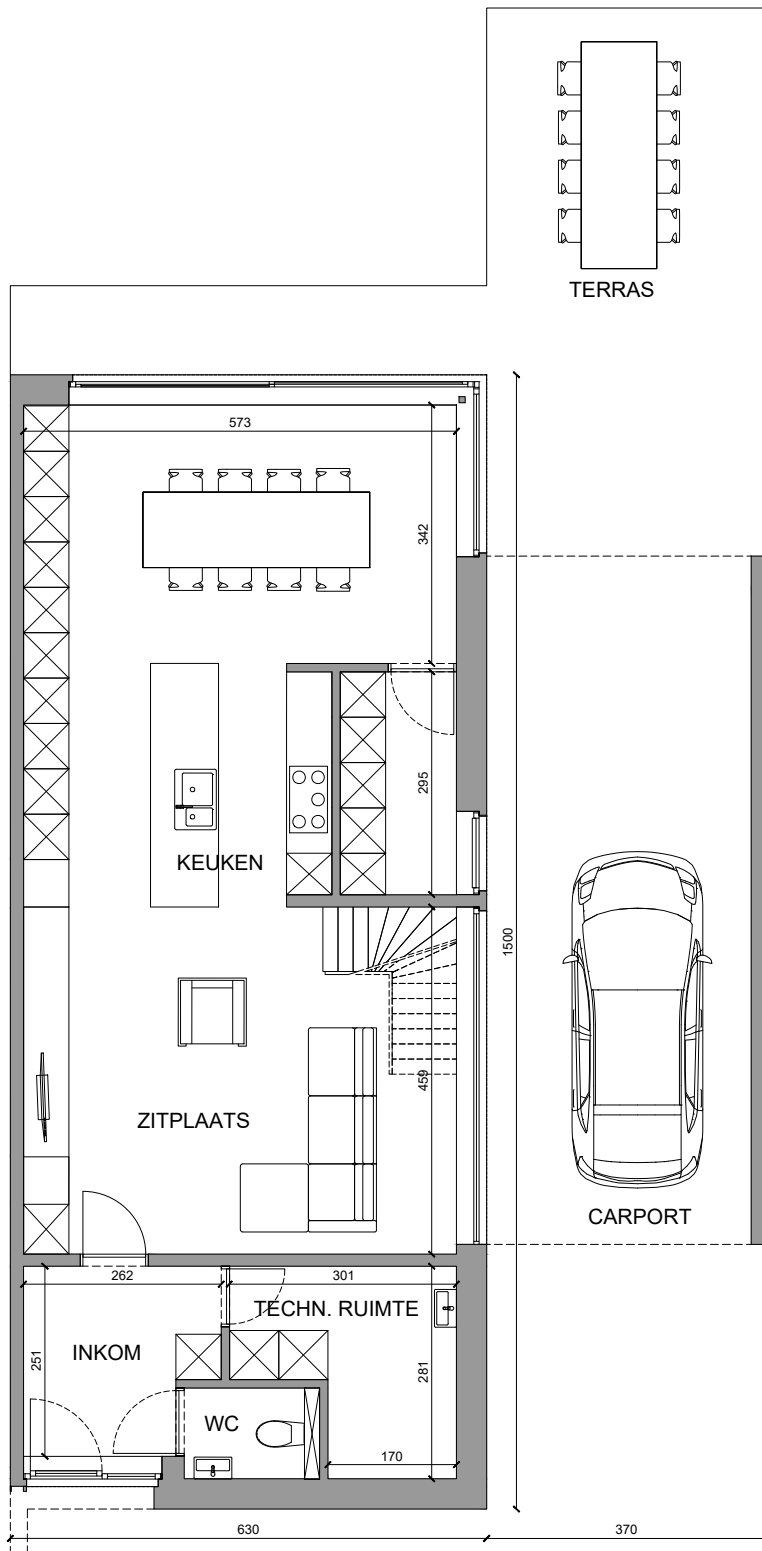 TERRAS
573
342
295
KEUKEN
1500
459
ZITPLAATS
CARPORT
262
301
TECHN. RUIMTE
INKOM
251
281
WC
170
630
370